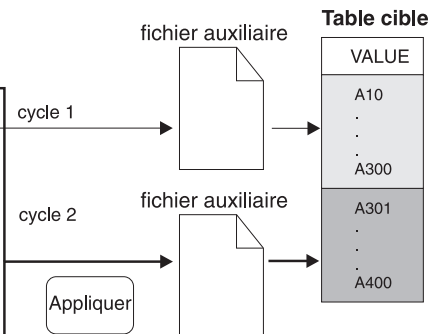 Table cible
fichier auxiliaire
VALUE
cycle 1
A10
.
.
.
A300
fichier auxiliaire
cycle 2
A301
.
.
.
A400
Appliquer